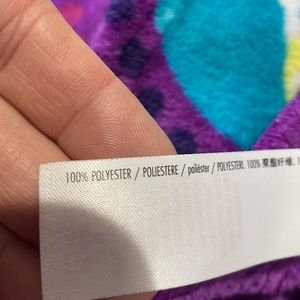 100% POLYESTER / POLIESTERE / poliéster / POLYESTER. 100% 聚酯纤维.